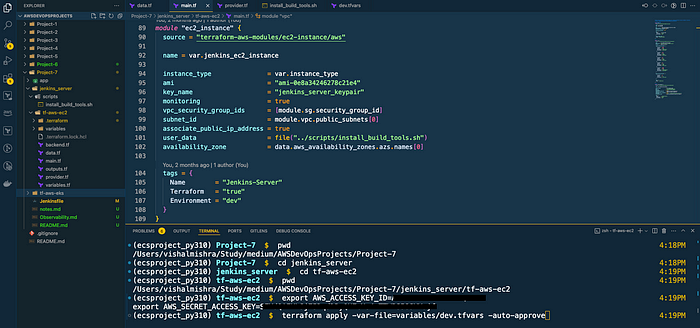 EXPLORER
AWSDEVOPSPROJECTS
Project-1
Project-2
Project-3
Project-4
Project-5
Project-6
Project-7
app
jenkins_server
scripts
install_build_tools.sh
tf-aws-ec2
.terraform
variables
.terraform.lock.hcl
backend.tf
data.tf
main.tf
outputs.tf
provider.tf
variables.tf
tf-aws-eks
Jenkinsfile
notes.md
Observability.md
README.md
.gitignore
README.md
data.tf
main.tf
provider.tf
install_build_tools.sh
dev.tfvars
Project-7 > jenkins_server > tf-aws-ec2 > main.tf > module "vpc"
You, 2 months ago | 1 author (You)
89 module "ec2_instance" {
90 source = "terraform-aws-modules/ec2-instance/aws"
91
92 name = var.jenkins_ec2_instance
93
94 instance_type = var.instance_type
95 ami = "ami-0e8a34246278c21e4"
96 key_name = "jenkins_server_keypair"
97 monitoring = true
98 vpc_security_group_ids = [module.sg.security_group_id]
99 subnet_id = module.vpc.public_subnets[0]
100 associate_public_ip_address = true
101 user_data = file("../scripts/install_build_tools.sh")
102 availability_zone = data.aws_availability_zones.azs.names[0]
103
You, 2 months ago | 1 author (You)
104 tags = {
105 Name = "Jenkins-Server"
106 Terraform = "true"
107 Environment = "dev"
108 }
109 }
PROBLEMS OUTPUT TERMINAL PORTS GITLENS DEBUG CONSOLE
zsh - tf-aws-ec2
(ecsproject_py310) Project-7 $ pwd 4:18PM
/Users/vishalmishra/Study/medium/AWSDevOpsProjects/Project-7
(ecsproject_py310) Project-7 $ cd jenkins_server 4:18PM
(ecsproject_py310) jenkins_server $ cd tf-aws-ec2 4:19PM
(ecsproject_py310) tf-aws-ec2 $ pwd 4:19PM
/Users/vishalmishra/Study/medium/AWSDevOpsProjects/Project-7/jenkins_server/tf-aws-ec2
(ecsproject_py310) tf-aws-ec2 $ export AWS_ACCESS_KEY_ID= 4:19PM
export AWS_SECRET_ACCESS_KEY=
(ecsproject_py310) tf-aws-ec2 $ terraform apply -var-file=variables/dev.tfvars -auto-approve